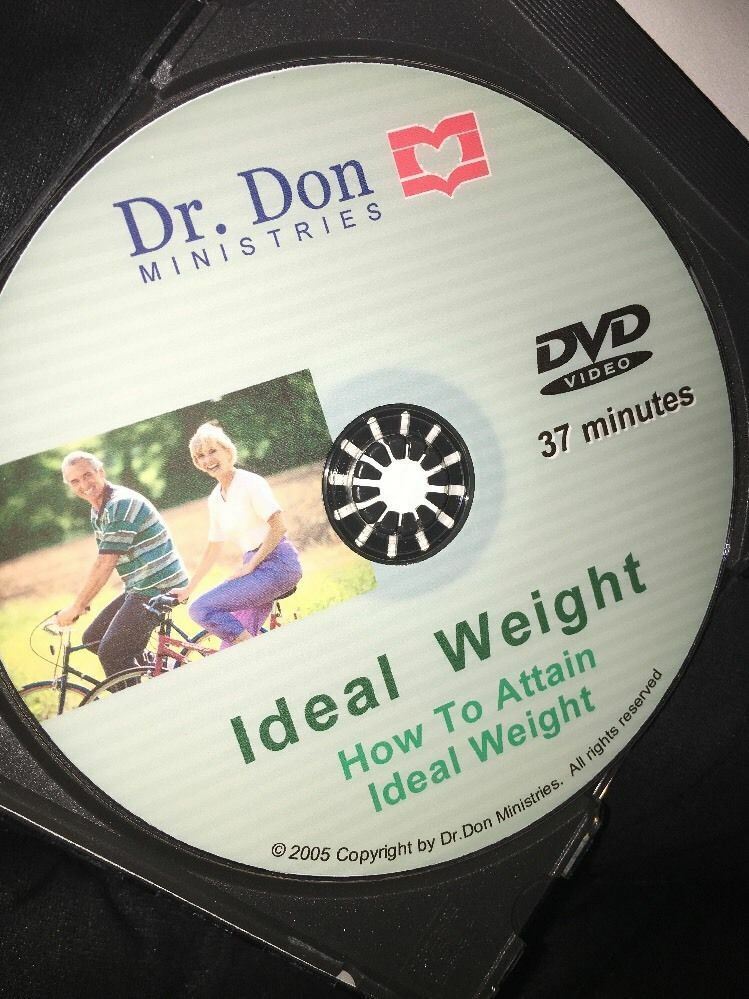 Dr. Don
MINISTRIES
DVD
VIDEO
37 minutes
Ideal Weight
How To Attain
Ideal Weight
© 2005 Copyright by Dr.Don Ministries. All rights reserved